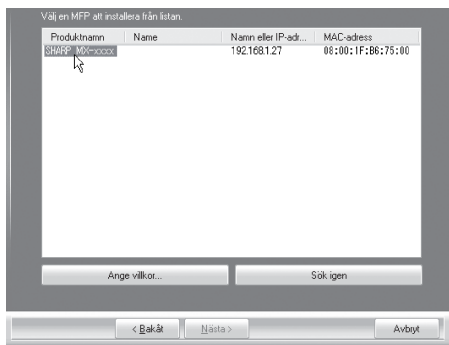 Välj en MFP att installera från listan.
Produktnamn Name Namn eller IP-adr... MAC-adress
SHARP MX-xxxx 192.168.1.27 08:00:1F:B6:75:00
Ange villkor... Sök igen
< Bakåt Nästa > Avbryt